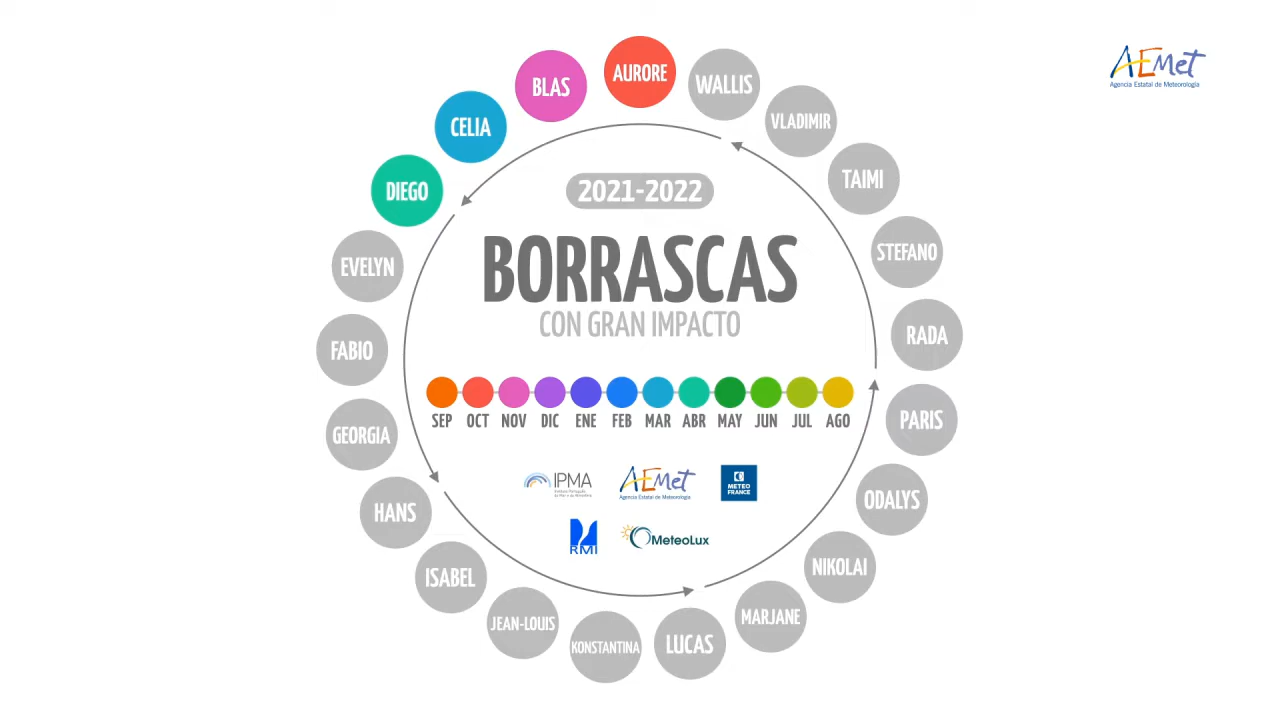 AEMet
Agencia Estatal de Meteorología
AURORE
BLAS
CELIA
DIEGO
EVELYN
FABIO
GEORGIA
HANS
ISABEL
JEAN-LOUIS
KONSTANTINA
LUCAS
MARJANE
NIKOLAI
ODALYS
PARIS
RADA
STEFANO
TAIMI
VLADIMIR
WALLIS
2021-2022
BORRASCAS
CON GRAN IMPACTO
SEP OCT NOV DIC ENE FEB MAR ABR MAY JUN JUL AGO
IPMA
AEMet
Agencia Estatal de Meteorología
METEO
FRANCE
RMI
MeteoLux